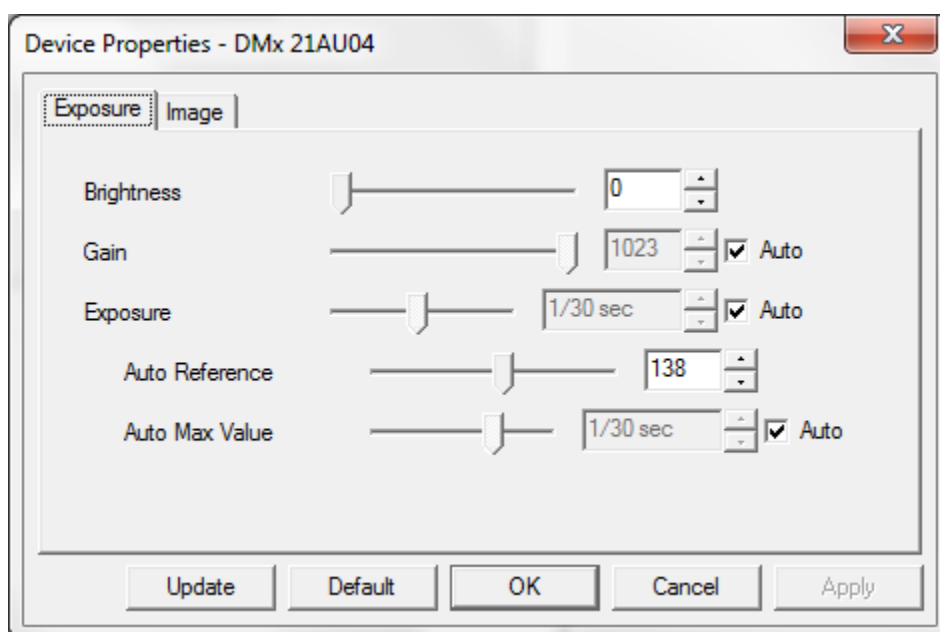 Device Properties - DMx 21AU04
Exposure Image
Brightness 0
Gain 1023 Auto
Exposure 1/30 sec Auto
Auto Reference 138
Auto Max Value 1/30 sec Auto
Update Default OK Cancel Apply